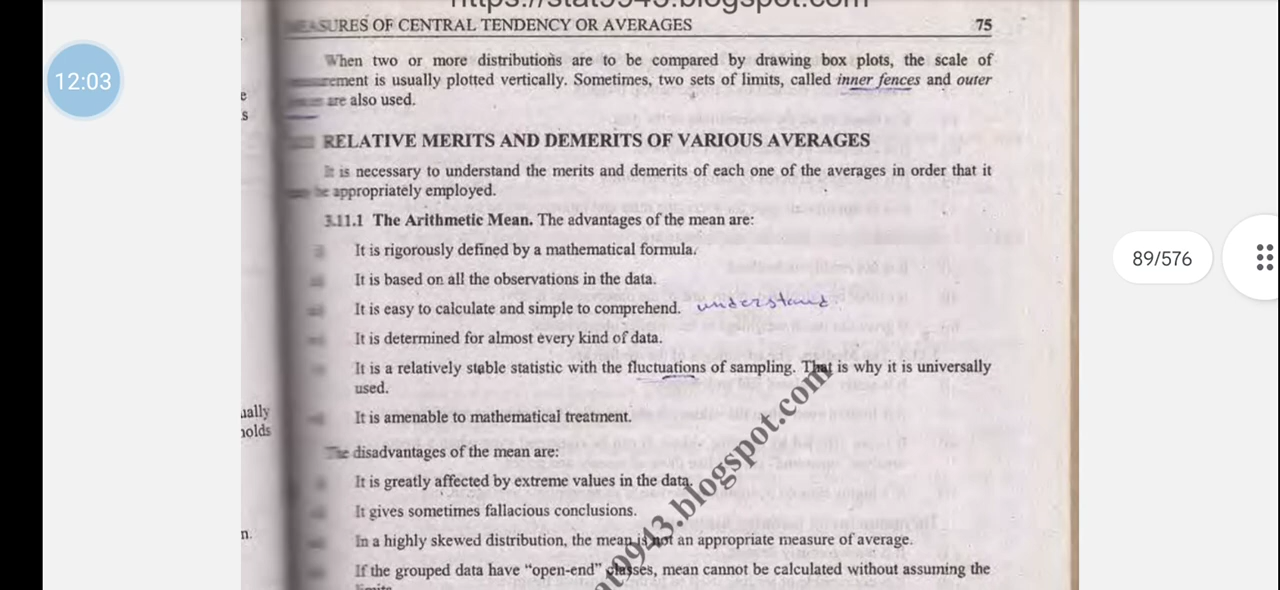 https://stat9943.blogspot.com
MEASURES OF CENTRAL TENDENCY OR AVERAGES 75
When two or more distributions are to be compared by drawing box plots, the scale of
is usually plotted vertically. Sometimes, two sets of limits, called inner fences and outer
are also used.
RELATIVE MERITS AND DEMERITS OF VARIOUS AVERAGES
It is necessary to understand the merits and demerits of each one of the averages in order that it
be appropriately employed.
3.11.1 The Arithmetic Mean. The advantages of the mean are:
It is rigorously defined by a mathematical formula.
It is based on all the observations in the data.
It is easy to calculate and simple to comprehend. understand
It is determined for almost every kind of data.
It is a relatively stable statistic with the fluctuations of sampling. That is why it is universally
used.
It is amenable to mathematical treatment.
The disadvantages of the mean are:
It is greatly affected by extreme values in the data.
It gives sometimes fallacious conclusions.
In a highly skewed distribution, the mean is not an appropriate measure of average.
If the grouped data have "open-end" classes, mean cannot be calculated without assuming the
at9943.blogspot.com
e
s
ually
holds
n.
12:03
89/576